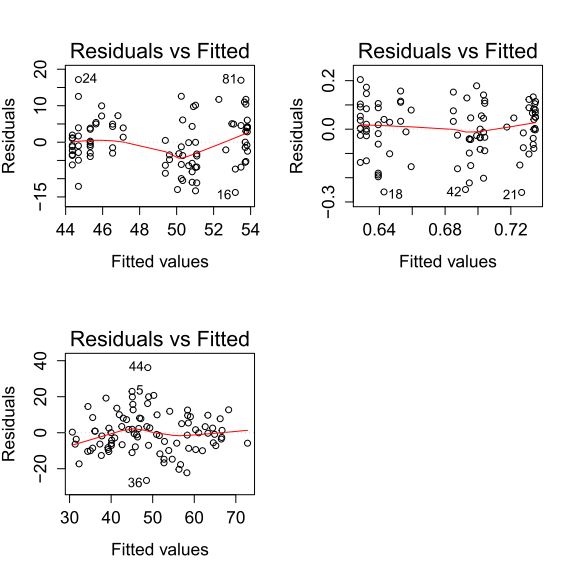 Residuals vs Fitted
Residuals
20
10
0
−15
24
81
16
44 46 48 50 52 54
Fitted values
Residuals vs Fitted
Residuals
0.2
0.0
−0.3
18
42
21
0.64 0.68 0.72
Fitted values
Residuals vs Fitted
Residuals
40
20
0
−20
44
5
36
30 40 50 60 70
Fitted values